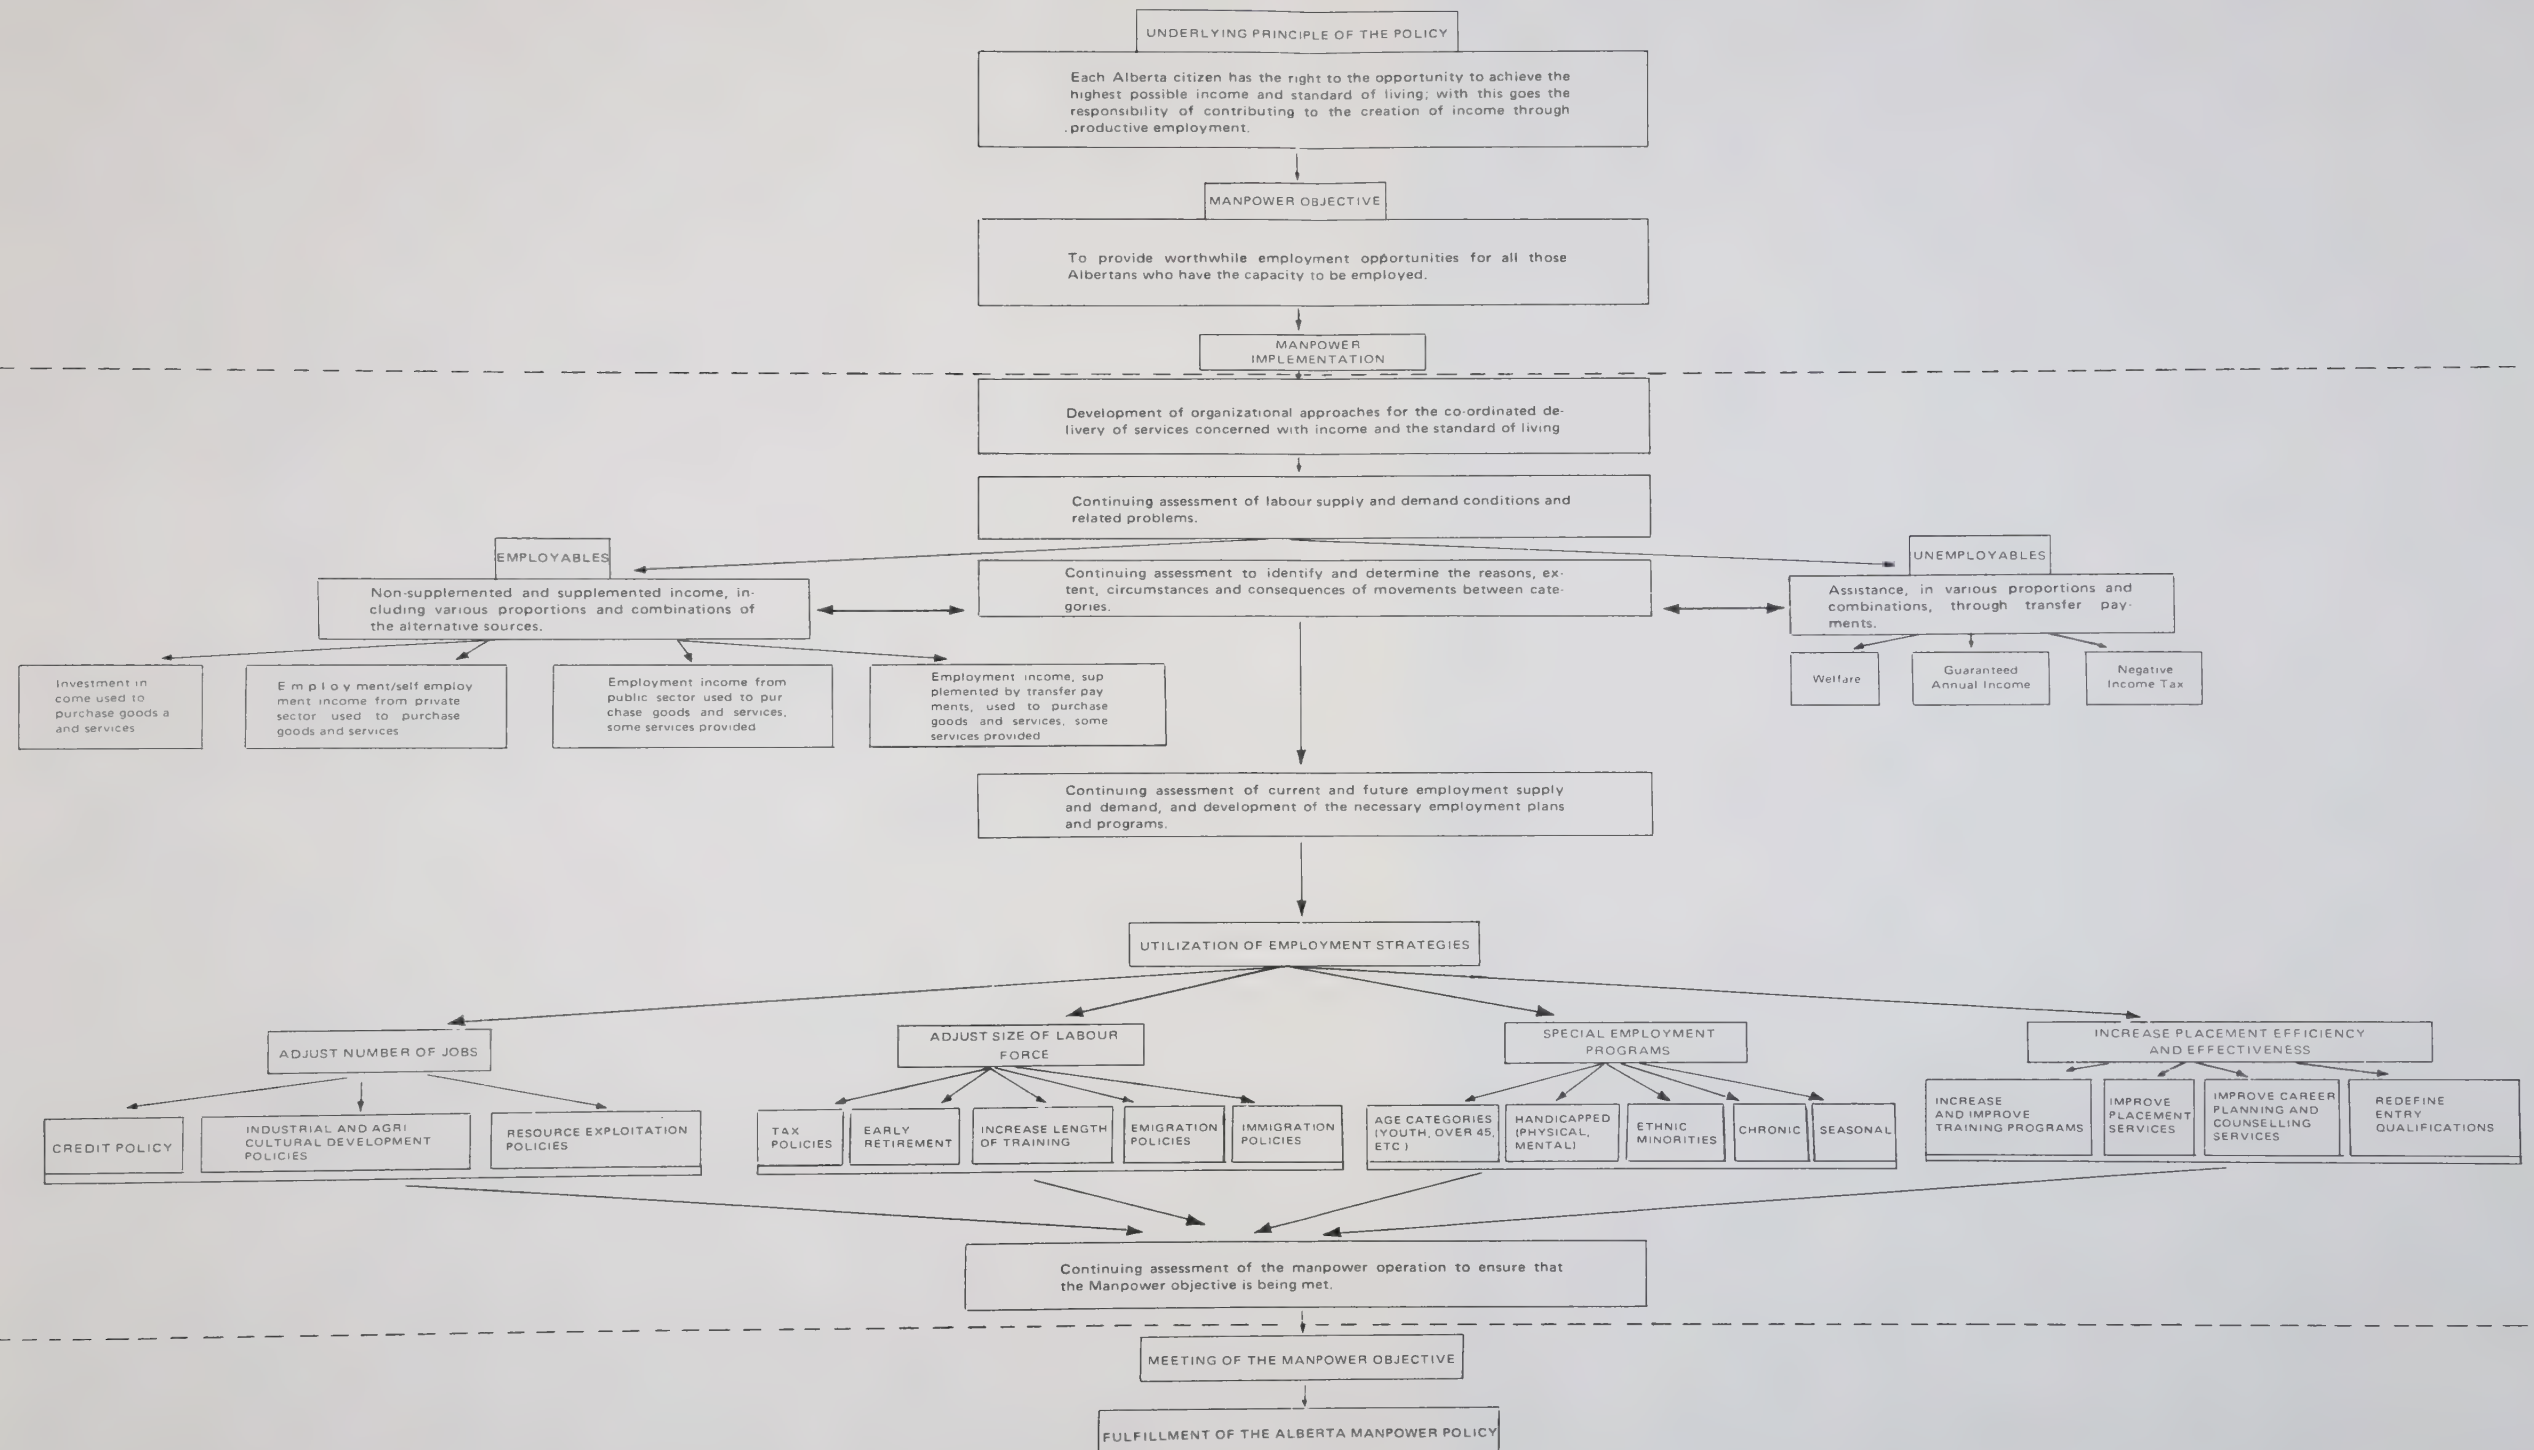 UNDERLYING PRINCIPLE OF THE POLICY
Each Alberta citizen has the right to the opportunity to achieve the
highest possible income and standard of living; with this goes the
responsibility of contributing to the creation of income through
productive employment.
MANPOWER OBJECTIVE
To provide worthwhile employment opportunities for all those
Albertans who have the capacity to be employed.
MANPOWER
IMPLEMENTATION
Development of organizational approaches for the co-ordinated de-
livery of services concerned with income and the standard of living
Continuing assessment of labour supply and demand conditions and
related problems.
EMPLOYABLES
Non-supplemented and supplemented income, in-
cluding various proportions and combinations of
the alternative sources.
Continuing assessment to identify and determine the reasons, ex-
tent, circumstances and consequences of movements between cate-
gories.
UNEMPLOYABLES
Assistance, in various proportions and
combinations, through transfer pay-
ments.
Investment in
come used to
purchase goods a
and services
E m p l o y ment/self employ
ment income from private
sector used to purchase
goods and services
Employment income from
public sector used to pur
chase goods and services,
some services provided
Employment income, sup
plemented by transfer pay
ments, used to purchase
goods and services, some
services provided
Welfare
Guaranteed
Annual Income
Negative
Income Tax
Continuing assessment of current and future employment supply
and demand, and development of the necessary employment plans
and programs.
UTILIZATION OF EMPLOYMENT STRATEGIES
ADJUST NUMBER OF JOBS
ADJUST SIZE OF LABOUR
FORCE
SPECIAL EMPLOYMENT
PROGRAMS
INCREASE PLACEMENT EFFICIENCY
AND EFFECTIVENESS
CREDIT POLICY
INDUSTRIAL AND AGRI
CULTURAL DEVELOPMENT
POLICIES
RESOURCE EXPLOITATION
POLICIES
TAX
POLICIES
EARLY
RETIREMENT
INCREASE LENGTH
OF TRAINING
EMIGRATION
POLICIES
IMMIGRATION
POLICIES
AGE CATEGORIES
(YOUTH, OVER 45,
ETC )
HANDICAPPED
(PHYSICAL,
MENTAL)
ETHNIC
MINORITIES
CHRONIC
SEASONAL
INCREASE
AND IMPROVE
TRAINING PROGRAMS
IMPROVE
PLACEMENT
SERVICES
IMPROVE CAREER
PLANNING AND
COUNSELLING
SERVICES
REDEFINE
ENTRY
QUALIFICATIONS
Continuing assessment of the manpower operation to ensure that
the Manpower objective is being met.
MEETING OF THE MANPOWER OBJECTIVE
FULFILLMENT OF THE ALBERTA MANPOWER POLICY